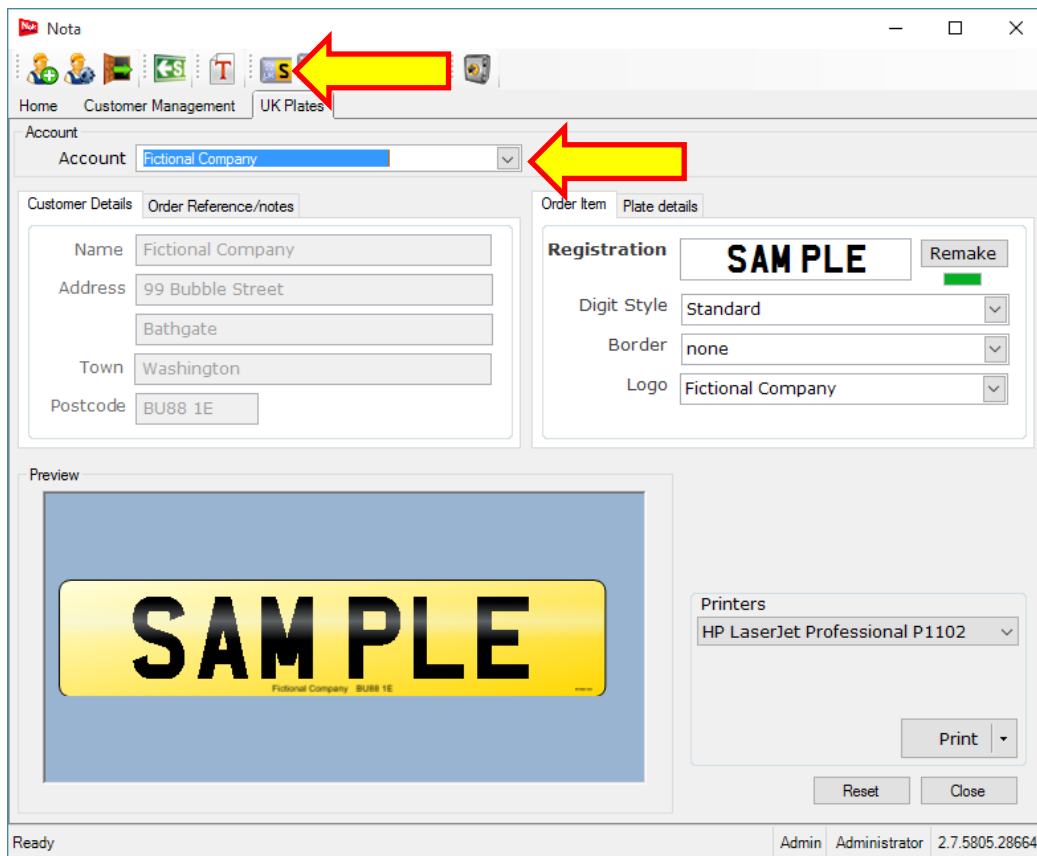 Nota
Home Customer Management UK Plates
Account
Account Fictional Company
Customer Details Order Reference/notes
Name Fictional Company
Address 99 Bubble Street
Bathgate
Town Washington
Postcode BU88 1E
Order Item Plate details
Registration SAM PLE Remake
Digit Style Standard
Border none
Logo Fictional Company
Preview
SAM PLE
Fictional Company BU88 1E
Printers
HP LaserJet Professional P1102
Print
Reset Close
Ready Admin Administrator 2.7.5805.28664